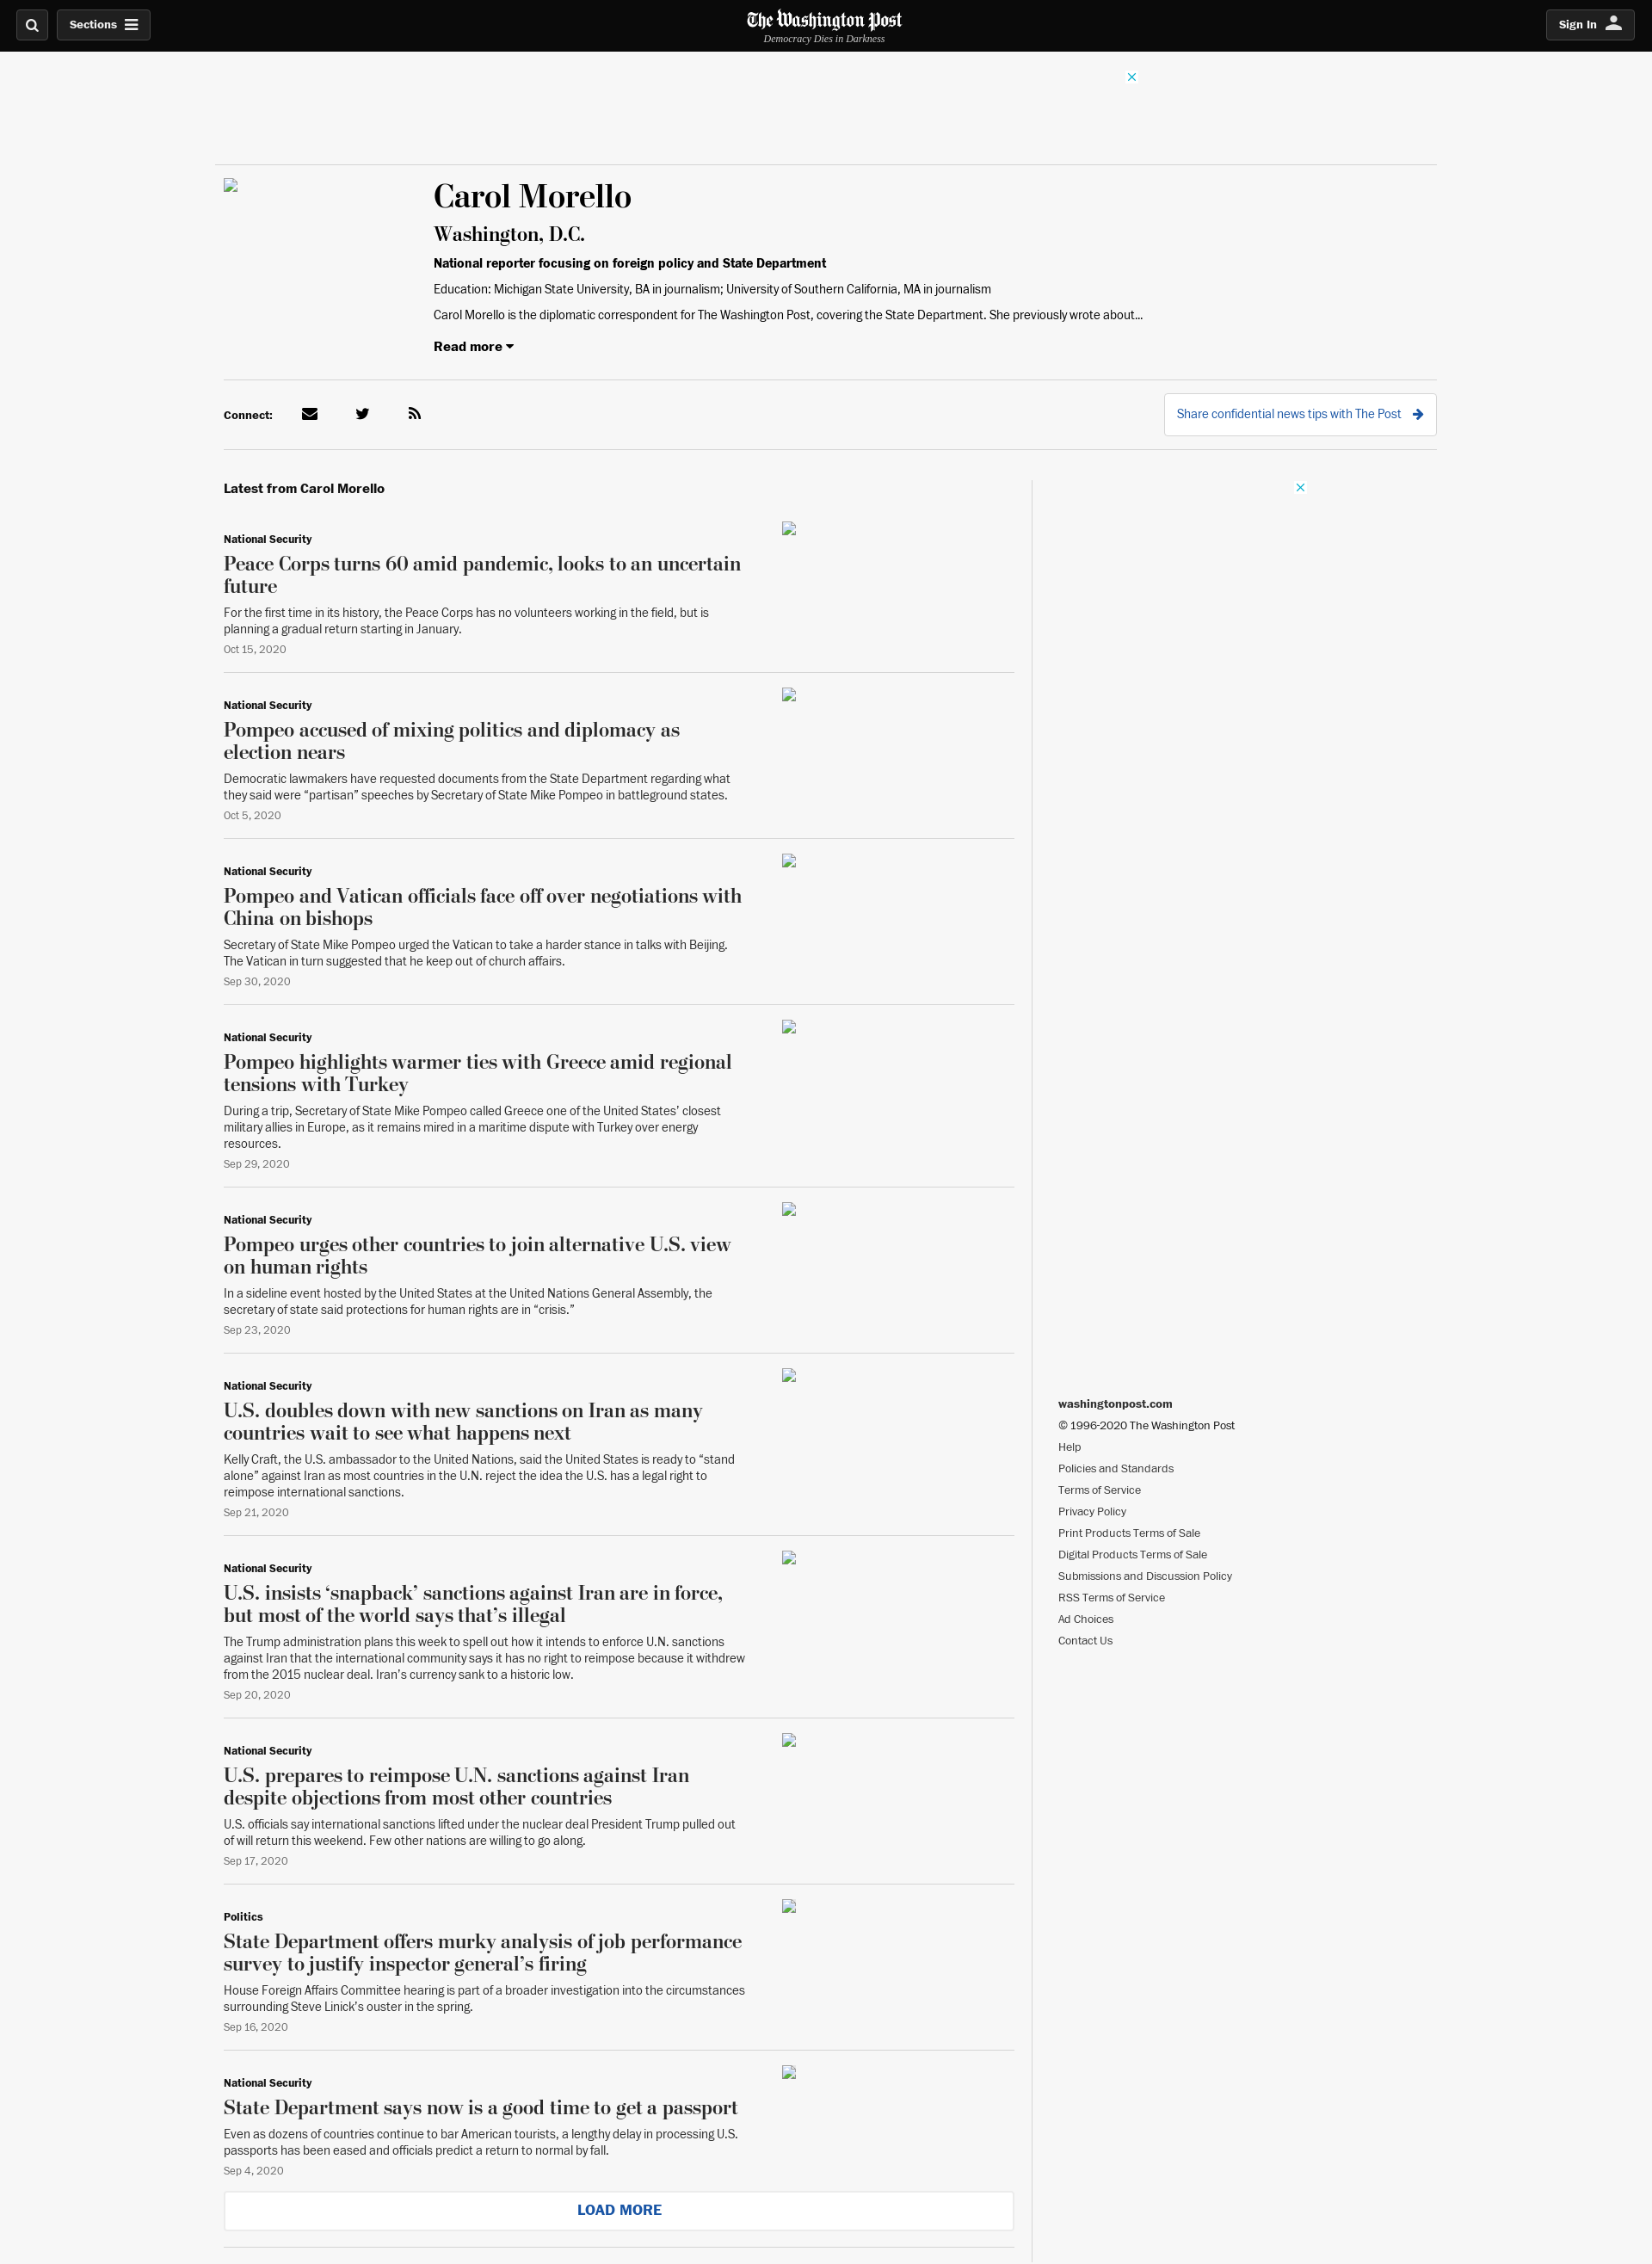 Sections
The Washington Post
Democracy Dies in Darkness
Sign In
Carol Morello
Washington, D.C.
National reporter focusing on foreign policy and State Department
Education: Michigan State University, BA in journalism; University of Southern California, MA in journalism
Carol Morello is the diplomatic correspondent for The Washington Post, covering the State Department. She previously wrote about...
Read more
Connect:
Share confidential news tips with The Post
Latest from Carol Morello
National Security
Peace Corps turns 60 amid pandemic, looks to an uncertain
future
For the first time in its history, the Peace Corps has no volunteers working in the field, but is
planning a gradual return starting in January.
Oct 15, 2020
National Security
Pompeo accused of mixing politics and diplomacy as
election nears
Democratic lawmakers have requested documents from the State Department regarding what
they said were “partisan” speeches by Secretary of State Mike Pompeo in battleground states.
Oct 5, 2020
National Security
Pompeo and Vatican officials face off over negotiations with
China on bishops
Secretary of State Mike Pompeo urged the Vatican to take a harder stance in talks with Beijing.
The Vatican in turn suggested that he keep out of church affairs.
Sep 30, 2020
National Security
Pompeo highlights warmer ties with Greece amid regional
tensions with Turkey
During a trip, Secretary of State Mike Pompeo called Greece one of the United States’ closest
military allies in Europe, as it remains mired in a maritime dispute with Turkey over energy
resources.
Sep 29, 2020
National Security
Pompeo urges other countries to join alternative U.S. view
on human rights
In a sideline event hosted by the United States at the United Nations General Assembly, the
secretary of state said protections for human rights are in “crisis.”
Sep 23, 2020
National Security
U.S. doubles down with new sanctions on Iran as many
countries wait to see what happens next
Kelly Craft, the U.S. ambassador to the United Nations, said the United States is ready to “stand
alone” against Iran as most countries in the U.N. reject the idea the U.S. has a legal right to
reimpose international sanctions.
Sep 21, 2020
National Security
U.S. insists ‘snapback’ sanctions against Iran are in force,
but most of the world says that’s illegal
The Trump administration plans this week to spell out how it intends to enforce U.N. sanctions
against Iran that the international community says it has no right to reimpose because it withdrew
from the 2015 nuclear deal. Iran’s currency sank to a historic low.
Sep 20, 2020
National Security
U.S. prepares to reimpose U.N. sanctions against Iran
despite objections from most other countries
U.S. officials say international sanctions lifted under the nuclear deal President Trump pulled out
of will return this weekend. Few other nations are willing to go along.
Sep 17, 2020
Politics
State Department offers murky analysis of job performance
survey to justify inspector general’s firing
House Foreign Affairs Committee hearing is part of a broader investigation into the circumstances
surrounding Steve Linick’s ouster in the spring.
Sep 16, 2020
National Security
State Department says now is a good time to get a passport
Even as dozens of countries continue to bar American tourists, a lengthy delay in processing U.S.
passports has been eased and officials predict a return to normal by fall.
Sep 4, 2020
LOAD MORE
washingtonpost.com
© 1996-2020 The Washington Post
Help
Policies and Standards
Terms of Service
Privacy Policy
Print Products Terms of Sale
Digital Products Terms of Sale
Submissions and Discussion Policy
RSS Terms of Service
Ad Choices
Contact Us